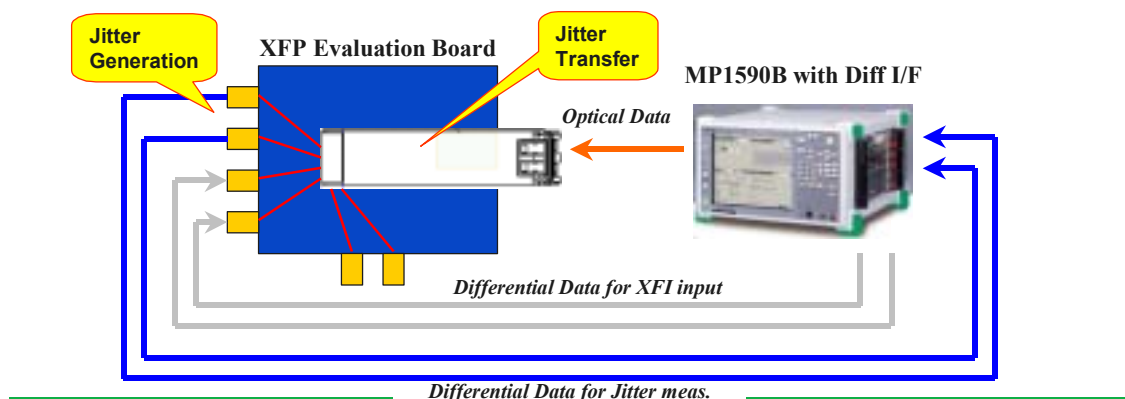 Jitter
Generation
XFP Evaluation Board
Jitter
Transfer
MP1590B with Diff I/F
Optical Data
Differential Data for XFI input
Differential Data for Jitter meas.